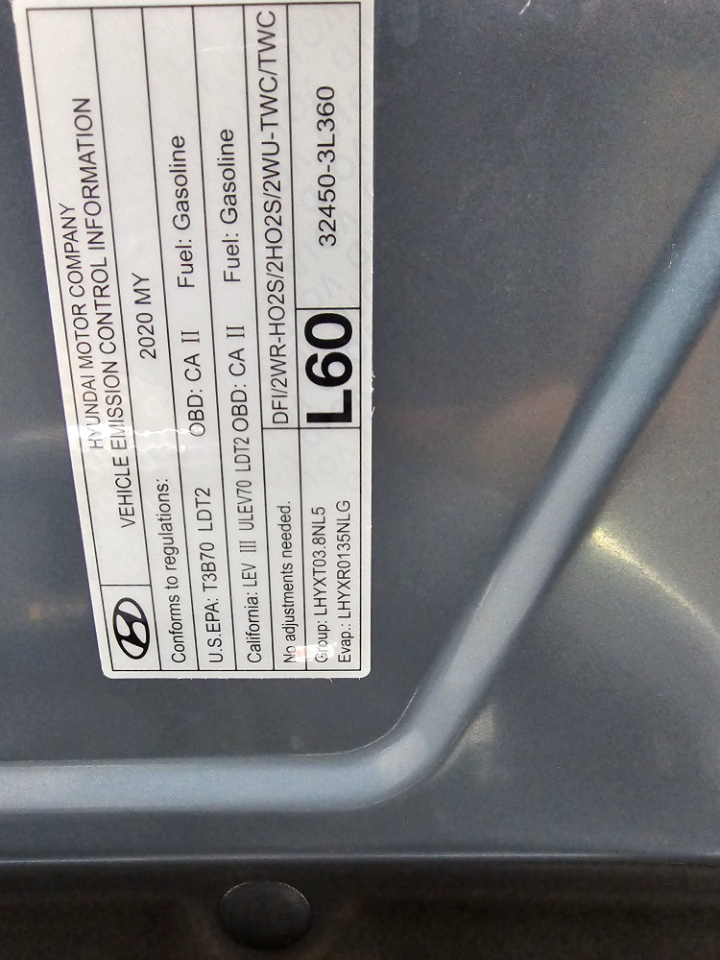 HYUNDAI MOTOR COMPANY
VEHICLE EMISSION CONTROL INFORMATION
2020 MY
Conforms to regulations:
U.S.EPA: T3B70 LDT2 OBD: CA II Fuel: Gasoline
California: LEV III ULEV70 LDT2 OBD: CA II Fuel: Gasoline
No adjustments needed. DFI/2WR-HO2S/2HO2S/2WU-TWC/TWC
Group: LHYXT03.8NL5
Evap.: LHYXR0135NLG
L60
32450-3L360